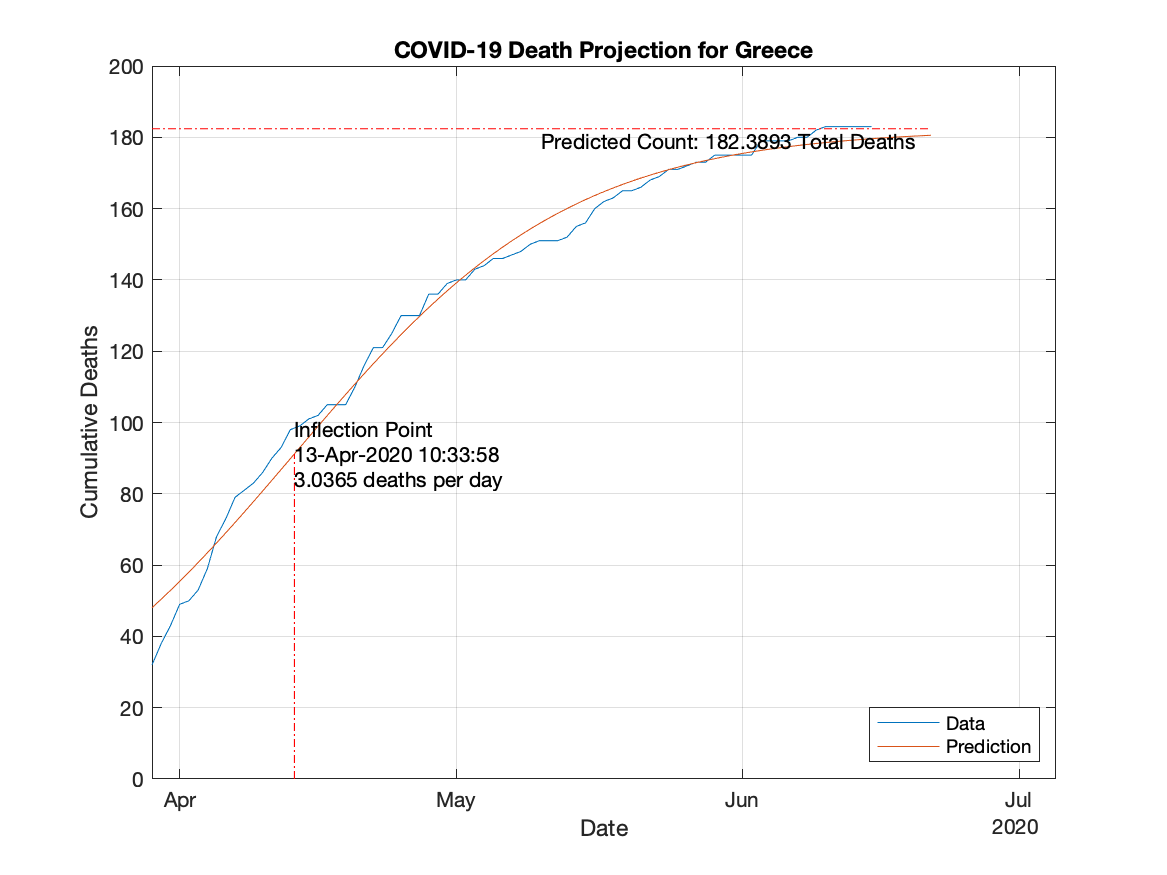 COVID-19 Death Projection for Greece
200
180
160
140
120
100
80
60
40
20
0
Cumulative Deaths
Predicted Count: 182.3893 Total Deaths
Inflection Point
13-Apr-2020 10:33:58
3.0365 deaths per day
Data
Prediction
Apr
May
Jun
Jul
Date
2020